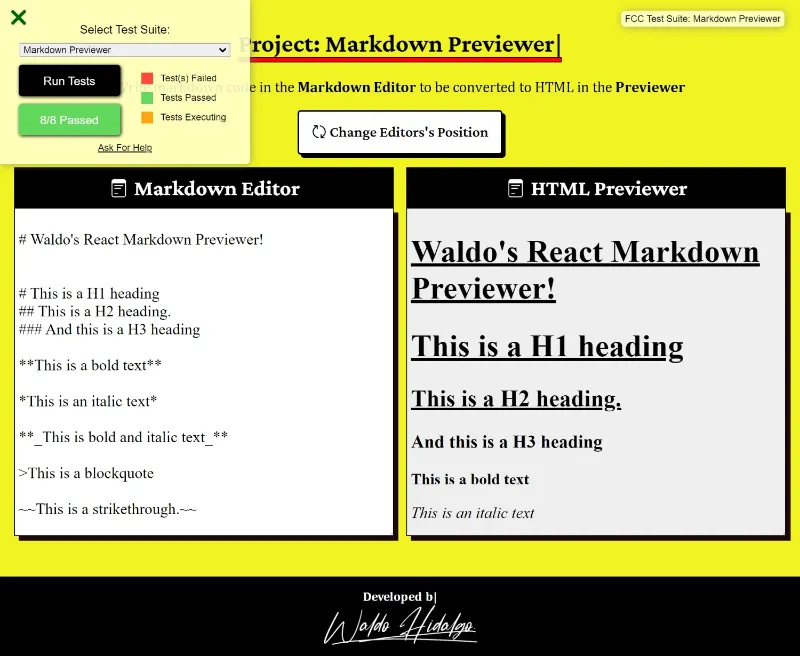 Select Test Suite:
Markdown Previewer
Run Tests
8/8 Passed
Test(s) Failed
Tests Passed
Tests Executing
Ask For Help
FCC Test Suite: Markdown Previewer
Project: Markdown Previewer|
Write markdown code in the Markdown Editor to be converted to HTML in the Previewer
Change Editors's Position
Markdown Editor
# Waldo's React Markdown Previewer!
# This is a H1 heading
## This is a H2 heading.
### And this is a H3 heading
**This is a bold text**
*This is an italic text*
**_This is bold and italic text_**
>This is a blockquote
~~This is a strikethrough.~~
HTML Previewer
Waldo's React Markdown
Previewer!
This is a H1 heading
This is a H2 heading.
And this is a H3 heading
This is a bold text
This is an italic text
Developed b|
Waldo Hidalgo